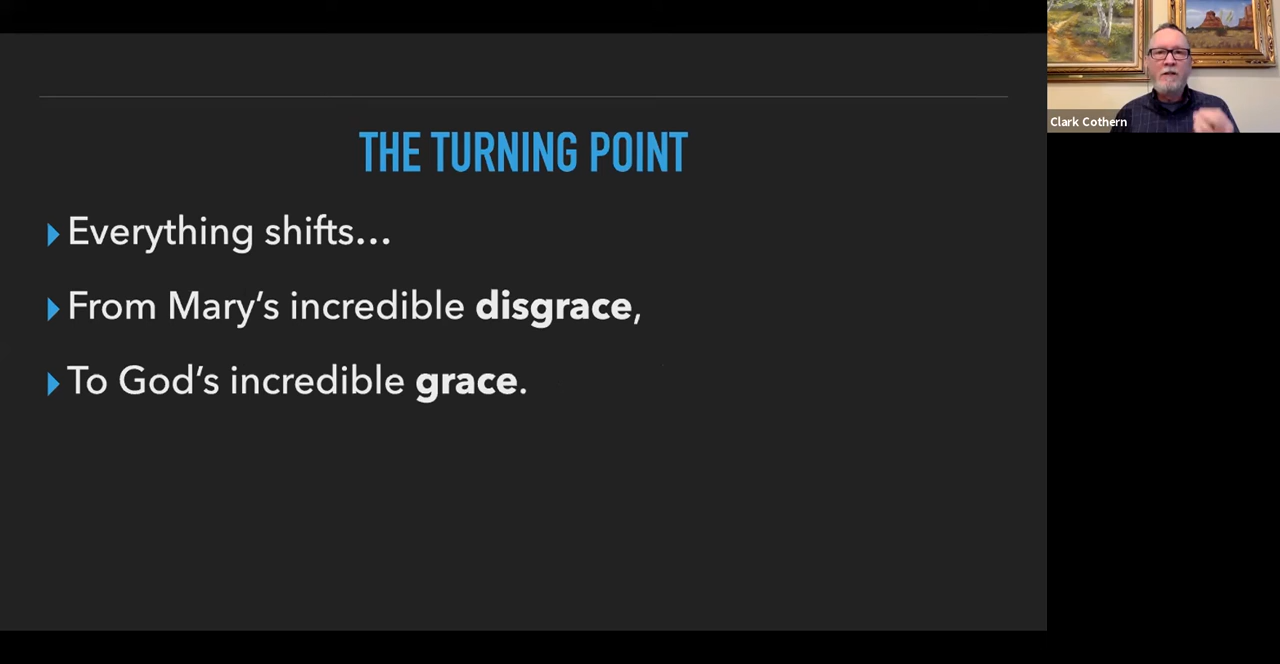 THE TURNING POINT
Everything shifts…
From Mary’s incredible disgrace,
To God’s incredible grace.
Clark Cothern